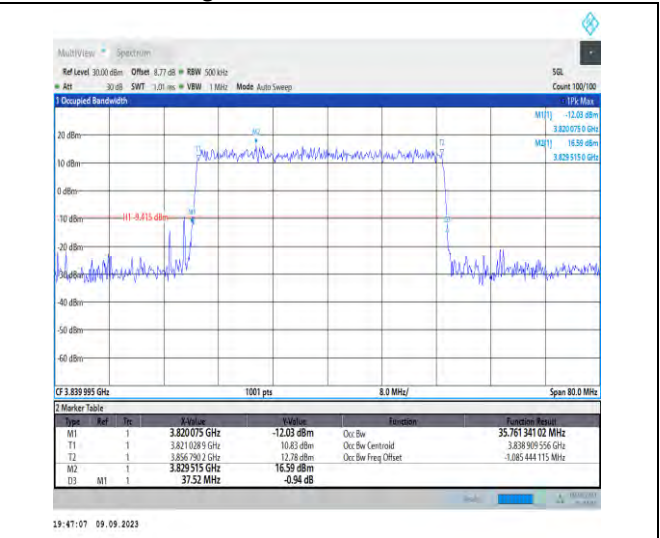 MultiView Spectrum
Ref Level 30.00 dBm Offset 8.77 dB RBW 500 kHz SGL
Att 30 dB SWT 1.01 ms VBW 1 MHz Mode Auto Sweep Count 100/100
1 Occupied Bandwidth 1Pk Max
M1[1] -12.03 dBm
3.820 075 0 GHz
M2[1] 16.59 dBm
3.829 515 0 GHz
M2
T1 T2
20 dBm
10 dBm
0 dBm
-10 dBm H1 -9.415 dBm M1 D3
-20 dBm
-30 dBm
-40 dBm
-50 dBm
-60 dBm
CF 3.839 995 GHz 1001 pts 8.0 MHz/ Span 80.0 MHz
2 Marker Table
Type Ref Trc X-Value Y-Value Function Function Result
M1 1 3.820075 GHz -12.03 dBm Occ Bw 35.761 341 02 MHz
T1 1 3.821 028 9 GHz 10.83 dBm Occ Bw Centroid 3.838 909 556 GHz
T2 1 3.856 790 2 GHz 12.78 dBm Occ Bw Freq Offset -1.085 444 115 MHz
M2 1 3.829515 GHz 16.59 dBm
D3 M1 1 37.52 MHz -0.94 dB
19:47:07 09.09.2023